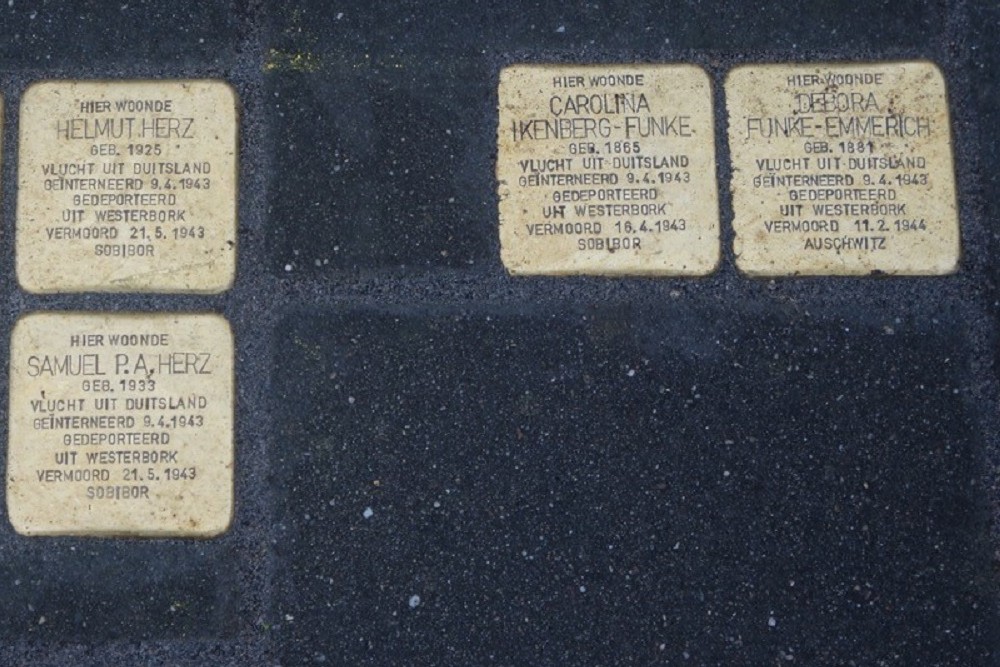 HIER WOONDE
HELMUT HERZ
GEB. 1925
VLUCHT UIT DUITSLAND
GEÏNTERNEERD 9.4.1943
GEDEPORTEERD
UIT WESTERBORK
VERMOORD 21.5.1943
SOBIBOR
HIER WOONDE
SAMUEL P.A. HERZ
GEB. 1933
VLUCHT UIT DUITSLAND
GEÏNTERNEERD 9.4.1943
GEDEPORTEERD
UIT WESTERBORK
VERMOORD 21.5.1943
SOBIBOR
HIER WOONDE
CAROLINA
IKENBERG-FUNKE
GEB. 1865
VLUCHT UIT DUITSLAND
GEÏNTERNEERD 9.4.1943
GEDEPORTEERD
UIT WESTERBORK
VERMOORD 16.4.1943
SOBIBOR
HIER WOONDE
DEBORA
FUNKE-EMMERICH
GEB. 1881
VLUCHT UIT DUITSLAND
GEÏNTERNEERD 9.4.1943
GEDEPORTEERD
UIT WESTERBORK
VERMOORD 11.2.1944
AUSCHWITZ